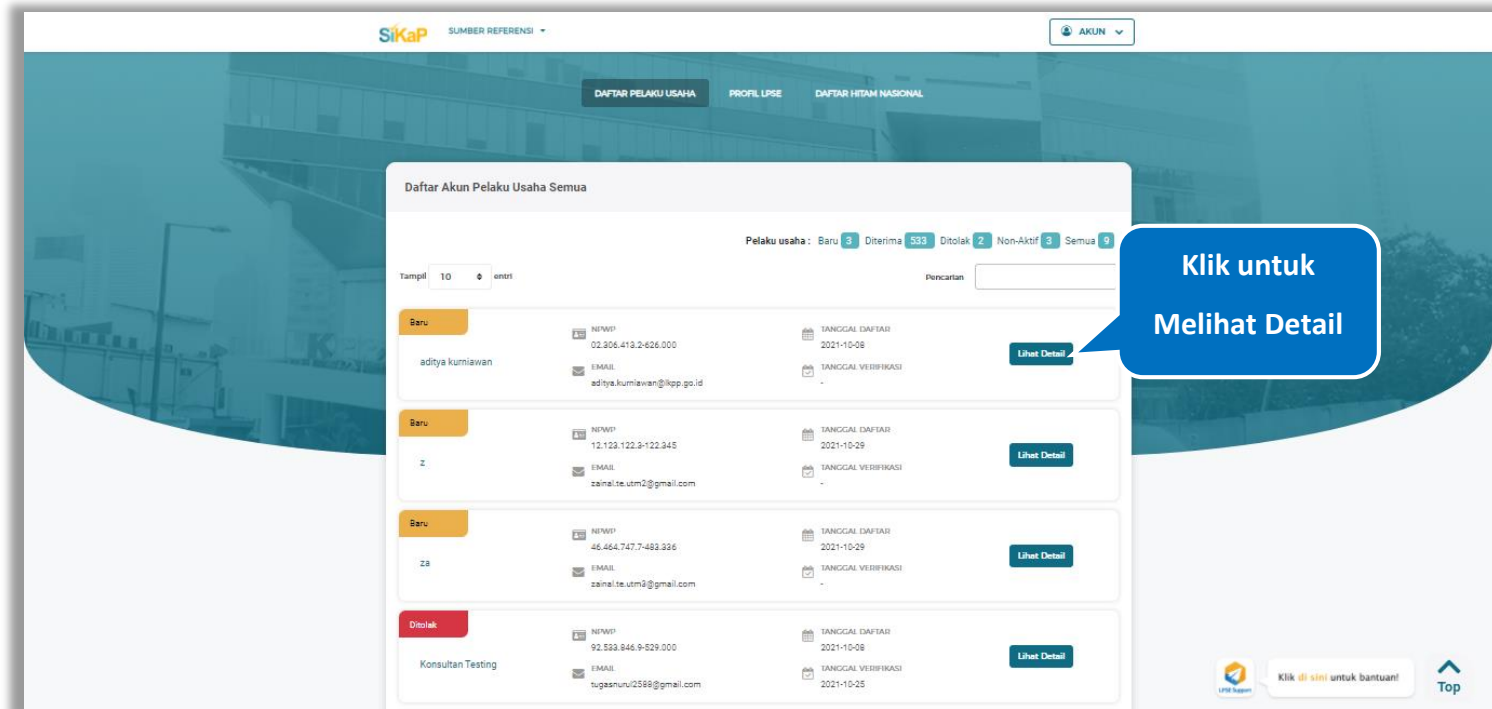 SiKaP SUMBER REFERENSI AKUN
DAFTAR PELAKU USAHA PROFIL LPSE DAFTAR HITAM NASIONAL
Daftar Akun Pelaku Usaha Semua
Pelaku usaha : Baru 3 Diterima 533 Ditolak 2 Non-Aktif 3 Semua 9
Klik untuk
Melihat Detail
Tampil 10 entri Pencarian
Baru
aditya kurniawan
NPWP
02.306.413.2-626.000
EMAIL
aditya.kurniawan@lkpp.go.id
TANGGAL DAFTAR
2021-10-08
TANGGAL VERIFIKASI
-
Lihat Detail
Baru
z
NPWP
12.123.122.3-122.345
EMAIL
zainal.te.utm2@gmail.com
TANGGAL DAFTAR
2021-10-29
TANGGAL VERIFIKASI
-
Lihat Detail
Baru
za
NPWP
46.464.747.7-483.336
EMAIL
zainal.te.utm3@gmail.com
TANGGAL DAFTAR
2021-10-29
TANGGAL VERIFIKASI
-
Lihat Detail
Ditolak
Konsultan Testing
NPWP
92.533.846.9-529.000
EMAIL
tugasnurul2598@gmail.com
TANGGAL DAFTAR
2021-10-08
TANGGAL VERIFIKASI
2021-10-25
Lihat Detail
LPSE Support
Klik di sini untuk bantuan!
Top